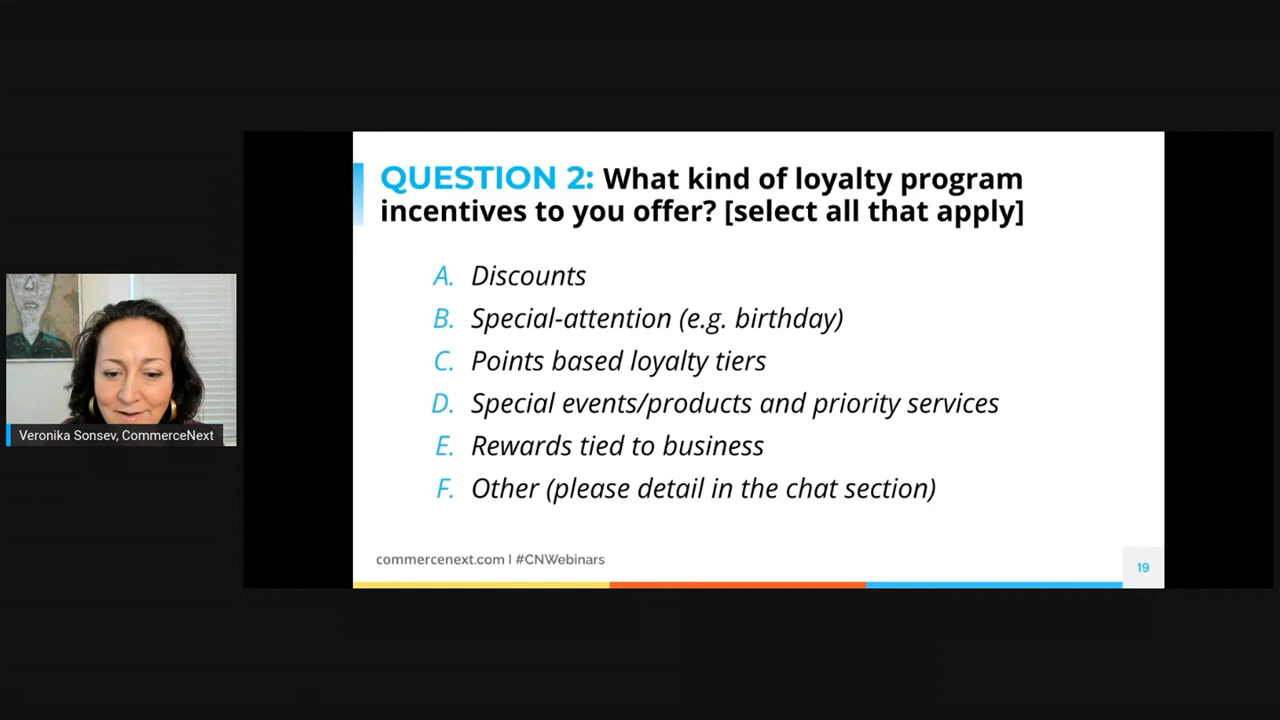 QUESTION 2: What kind of loyalty program
incentives to you offer? [select all that apply]
A. Discounts
B. Special-attention (e.g. birthday)
C. Points based loyalty tiers
D. Special events/products and priority services
E. Rewards tied to business
F. Other (please detail in the chat section)
commercenext.com | #CNWebinars
19
Veronika Sonsev, CommerceNext